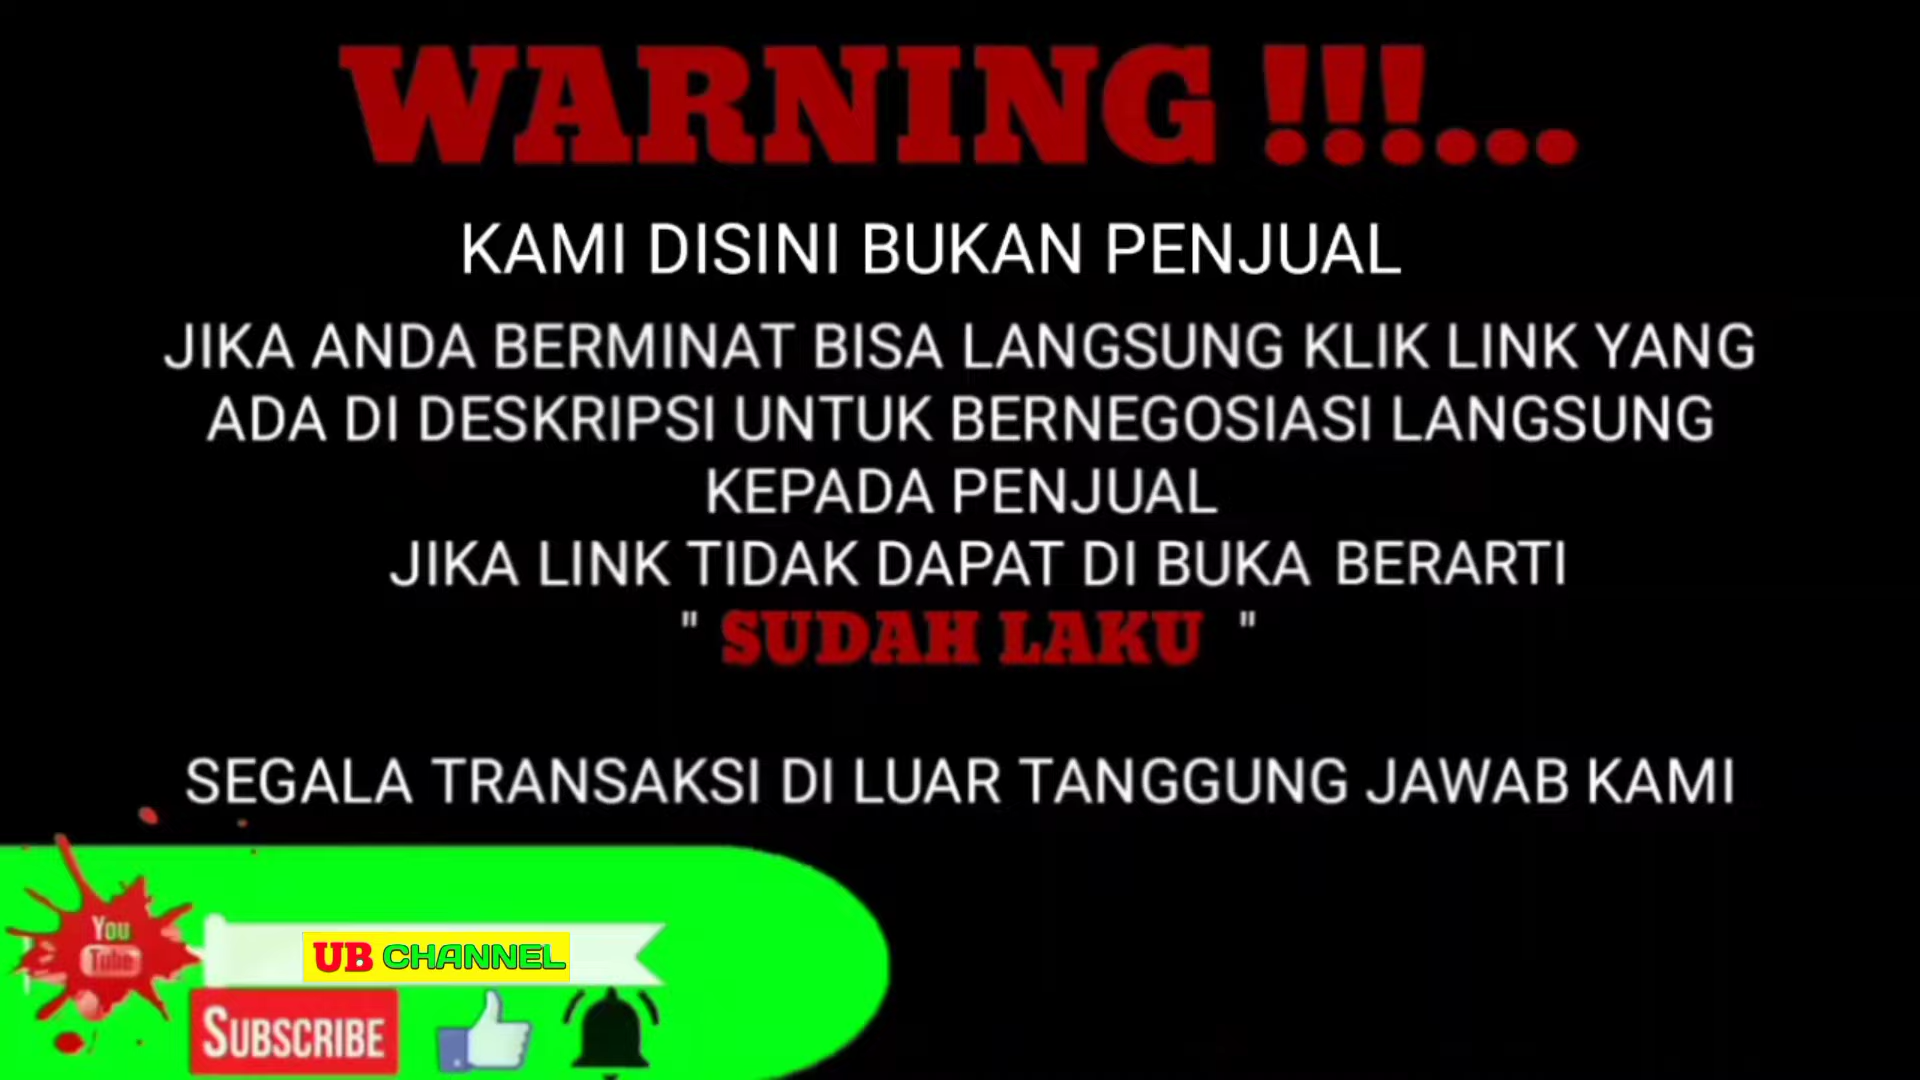 WARNING !!!...
KAMI DISINI BUKAN PENJUAL
JIKA ANDA BERMINAT BISA LANGSUNG KLIK LINK YANG
ADA DI DESKRIPSI UNTUK BERNEGOSIASI LANGSUNG
KEPADA PENJUAL
JIKA LINK TIDAK DAPAT DI BUKA BERARTI
" SUDAH LAKU "
SEGALA TRANSAKSI DI LUAR TANGGUNG JAWAB KAMI
You
Tube
UB CHANNEL
SUBSCRIBE